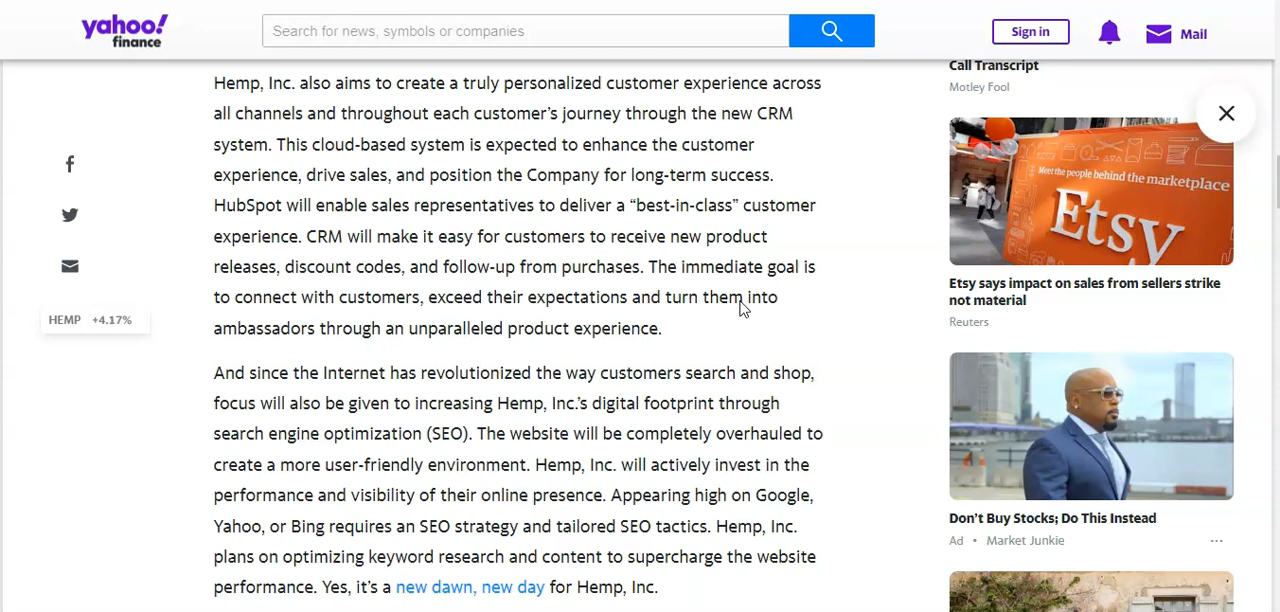 yahoo!
finance
Search for news, symbols or companies
Sign in
Mail
Hemp, Inc. also aims to create a truly personalized customer experience across
all channels and throughout each customer’s journey through the new CRM
system. This cloud-based system is expected to enhance the customer
experience, drive sales, and position the Company for long-term success.
HubSpot will enable sales representatives to deliver a “best-in-class” customer
experience. CRM will make it easy for customers to receive new product
releases, discount codes, and follow-up from purchases. The immediate goal is
to connect with customers, exceed their expectations and turn them into
ambassadors through an unparalleled product experience.
And since the Internet has revolutionized the way customers search and shop,
focus will also be given to increasing Hemp, Inc.’s digital footprint through
search engine optimization (SEO). The website will be completely overhauled to
create a more user-friendly environment. Hemp, Inc. will actively invest in the
performance and visibility of their online presence. Appearing high on Google,
Yahoo, or Bing requires an SEO strategy and tailored SEO tactics. Hemp, Inc.
plans on optimizing keyword research and content to supercharge the website
performance. Yes, it’s a new dawn, new day for Hemp, Inc.
HEMP +4.17%
Call Transcript
Motley Fool
Meet the people behind the marketplace
Etsy
Etsy says impact on sales from sellers strike
not material
Reuters
Don’t Buy Stocks; Do This Instead
Ad • Market Junkie